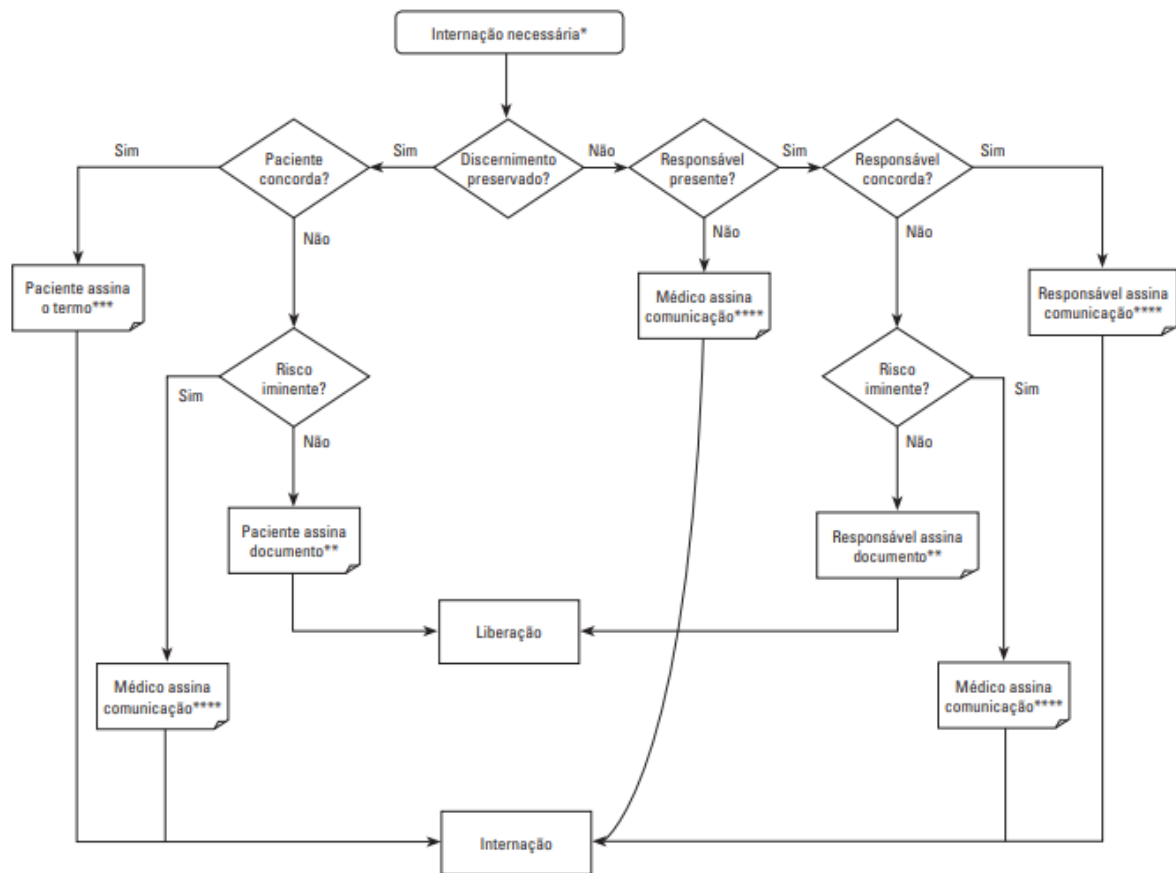 Internação necessária*
Sim
Paciente
concorda?
Sim
Discernimento
preservado?
Não
Responsável
presente?
Sim
Responsável
concorda?
Sim
Não
Não
Não
Paciente assina
o termo***
Médico assina
comunicação****
Responsável assina
comunicação****
Risco
iminente?
Sim
Risco
iminente?
Sim
Não
Não
Paciente assina
documento**
Responsável assina
documento**
Liberação
Médico assina
comunicação****
Médico assina
comunicação****
Internação